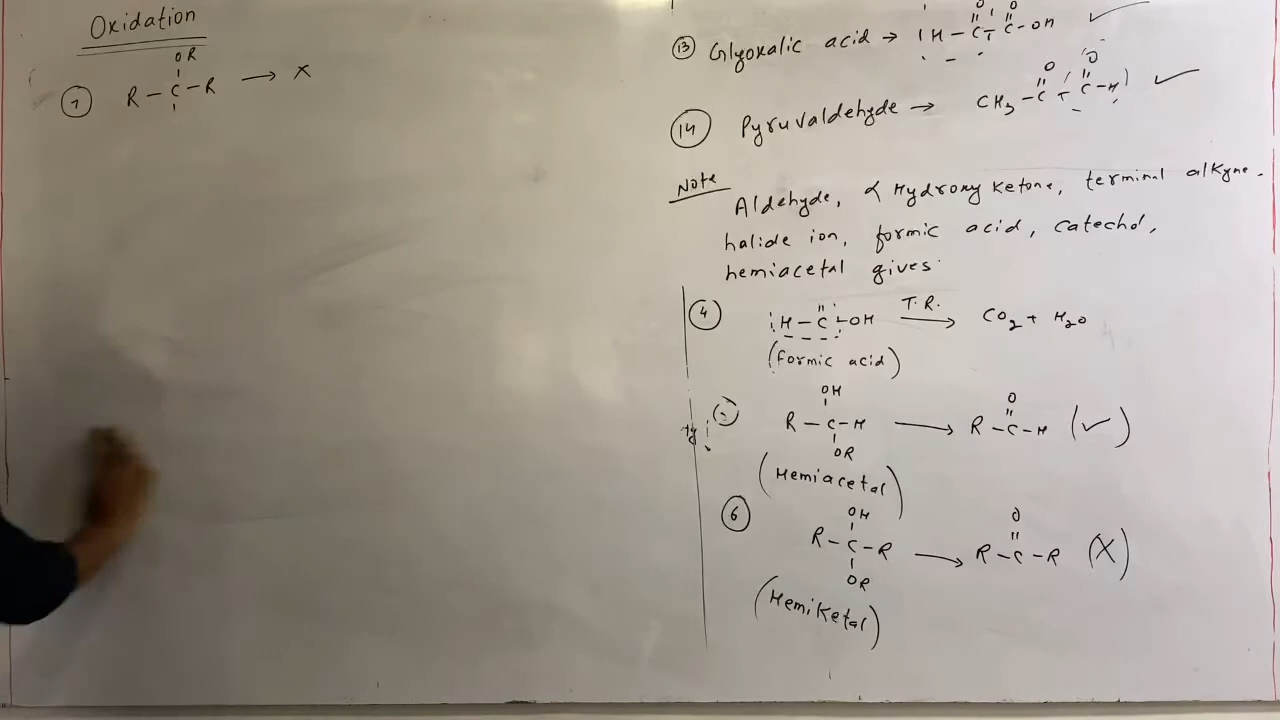 Oxidation
OR
① R – C – R → X
⑬ Glyoxalic acid → H – C – C – OH ✓
O O
⑭ Pyruvaldehyde → CH3 – C – C – H ✓
Note
Aldehyde, α Hydroxy Ketone, terminal alkyne.
halide ion, formic acid, catechol,
hemiacetal gives
④ H – C – OH T.R. → CO2 + H2O
(formic acid)
OH O
R – C – H → R – C – H (✓)
OR
(Hemiacetal)
OH O
⑥ R – C – R → R – C – R (X)
OR
(HemiKetal)